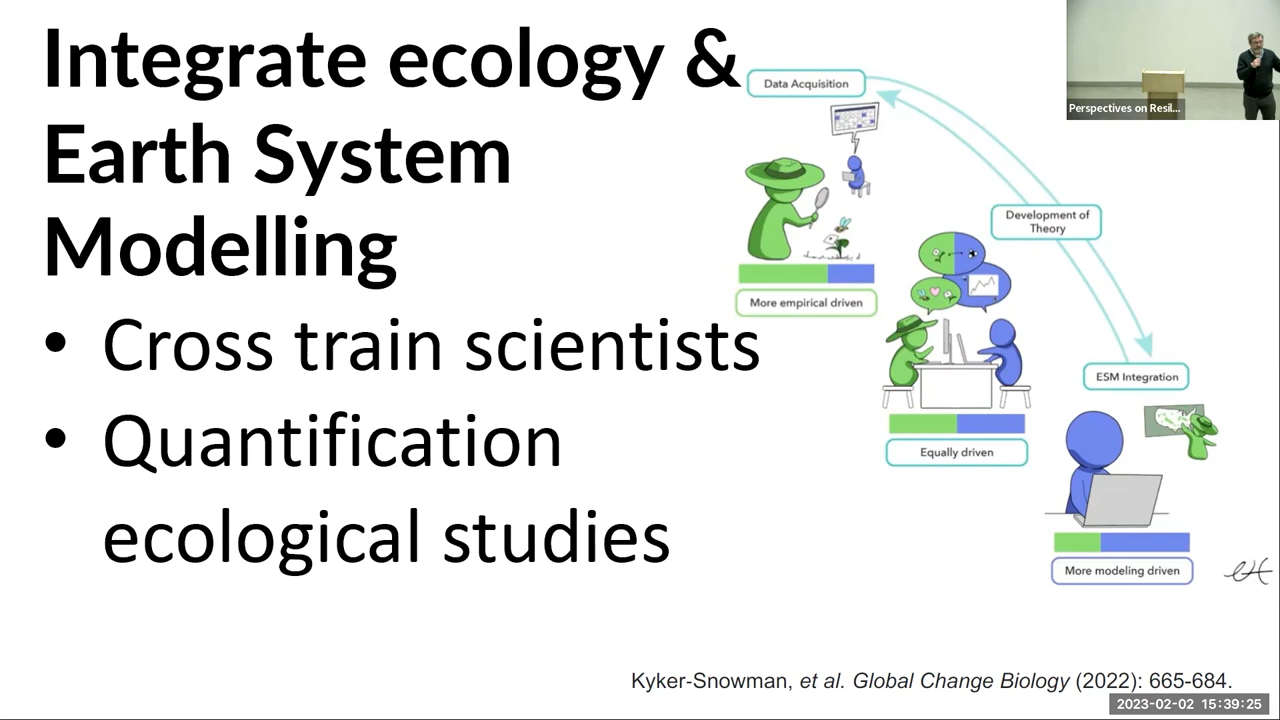 Integrate ecology &
Earth System
Modelling
• Cross train scientists
• Quantification
ecological studies
Data Acquisition
Development of
Theory
More empirical driven
ESM Integration
Equally driven
More modeling driven
Perspectives on Resil...
Kyker-Snowman, et al. Global Change Biology (2022): 665-684.
2023-02-02 15:39:25